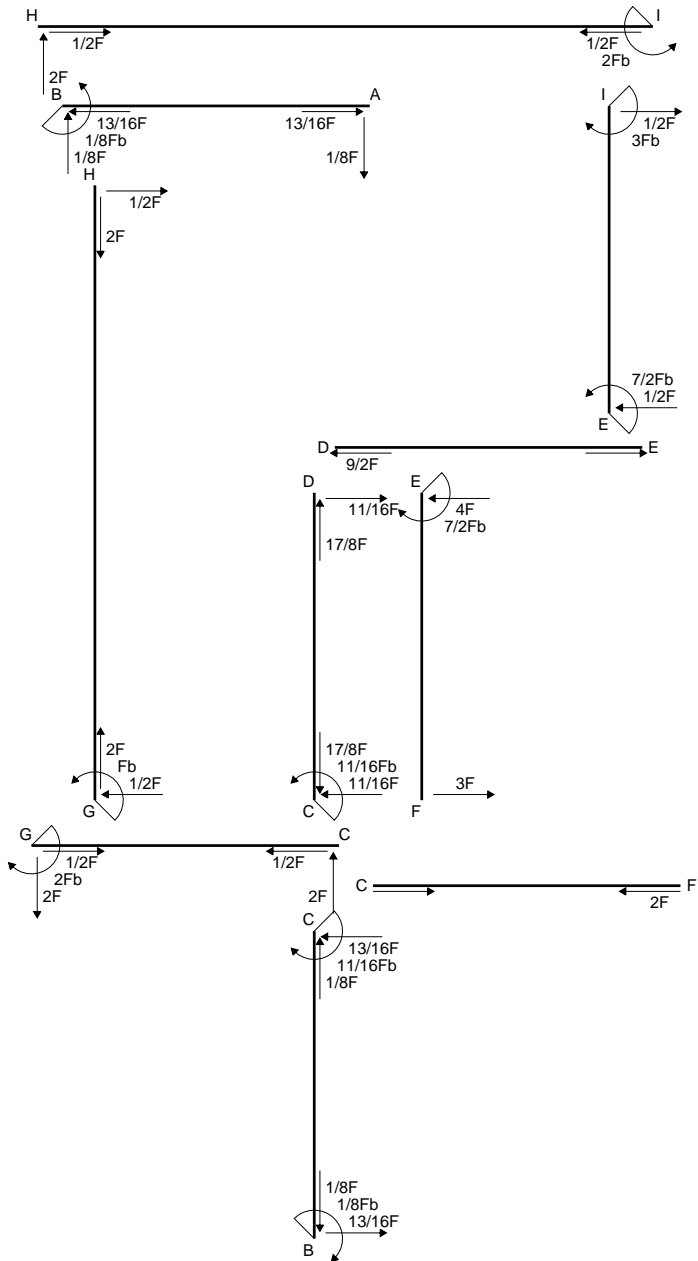 H I
1/2F 1/2F
2Fb
2F
B A I
13/16F 13/16F 1/2F
1/8Fb 3Fb
1/8F 1/8F
H
1/2F
2F
7/2Fb
1/2F
E
D E
9/2F
D E
11/16F 4F
7/2Fb
17/8F
2F 17/8F
Fb 11/16Fb
1/2F 11/16F 3F
G C F
G C
1/2F 1/2F
2Fb
2F 2F
C F
2F
C
13/16F
11/16Fb
1/8F
1/8F
1/8Fb
13/16F
B